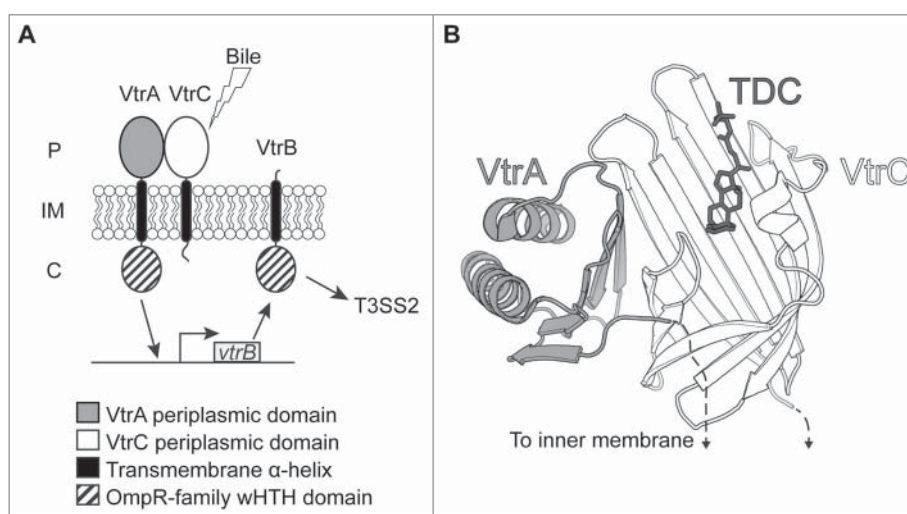 A
Bile
VtrA VtrC
VtrB
P
IM
C
T3SS2
vtrB
VtrA periplasmic domain
VtrC periplasmic domain
Transmembrane α-helix
OmpR-family wHTH domain
B
TDC
VtrA
VtrC
To inner membrane